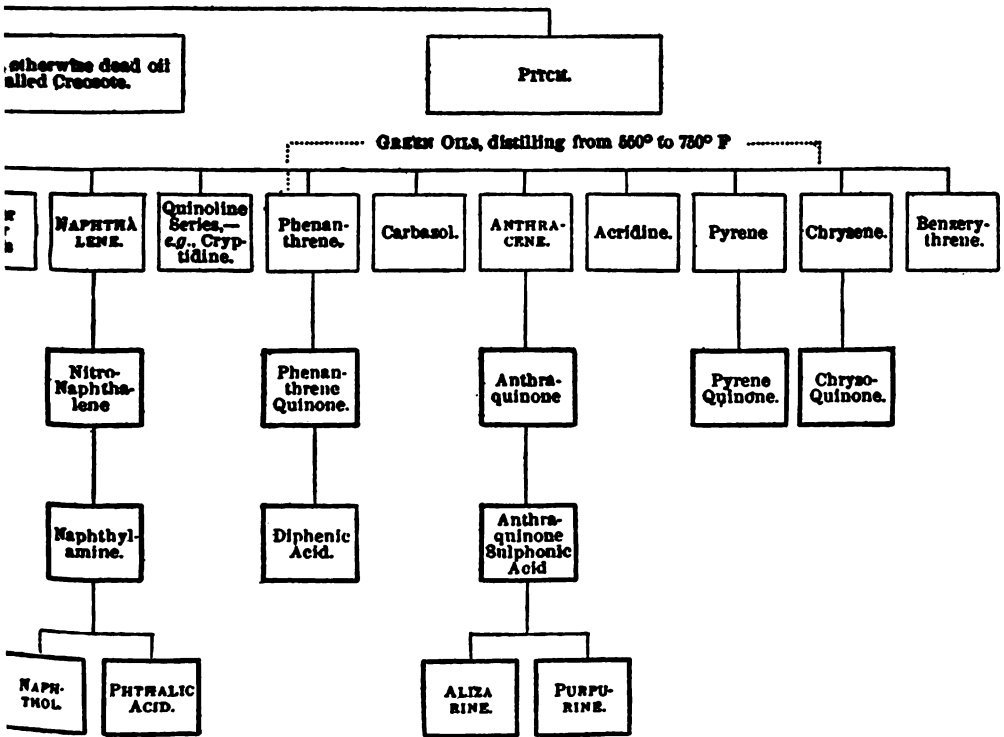 , otherwise dead oil
alled Creosote.
PITCH.
GREEN OILS, distilling from 550° to 750° F
NAPHTHA
LENE.
Quinoline
Series,—
e.g., Cryp-
tidine.
Phenan-
threne.
Carbasol.
ANTHRA-
CENE.
Acridine.
Pyrene
Chrysene.
Benzery-
threne.
Nitro-
Naphtha-
lene
Phenan-
threne
Quinone.
Anthra-
quinone
Pyrene
Quinone.
Chryso-
Quinone.
Naphthyl-
amine.
Diphenic
Acid.
Anthra-
quinone
Sulphonic
Acid
NAPH-
THOL.
PHTHALIC
ACID.
ALIZA
RINE.
PURPU-
RINE.